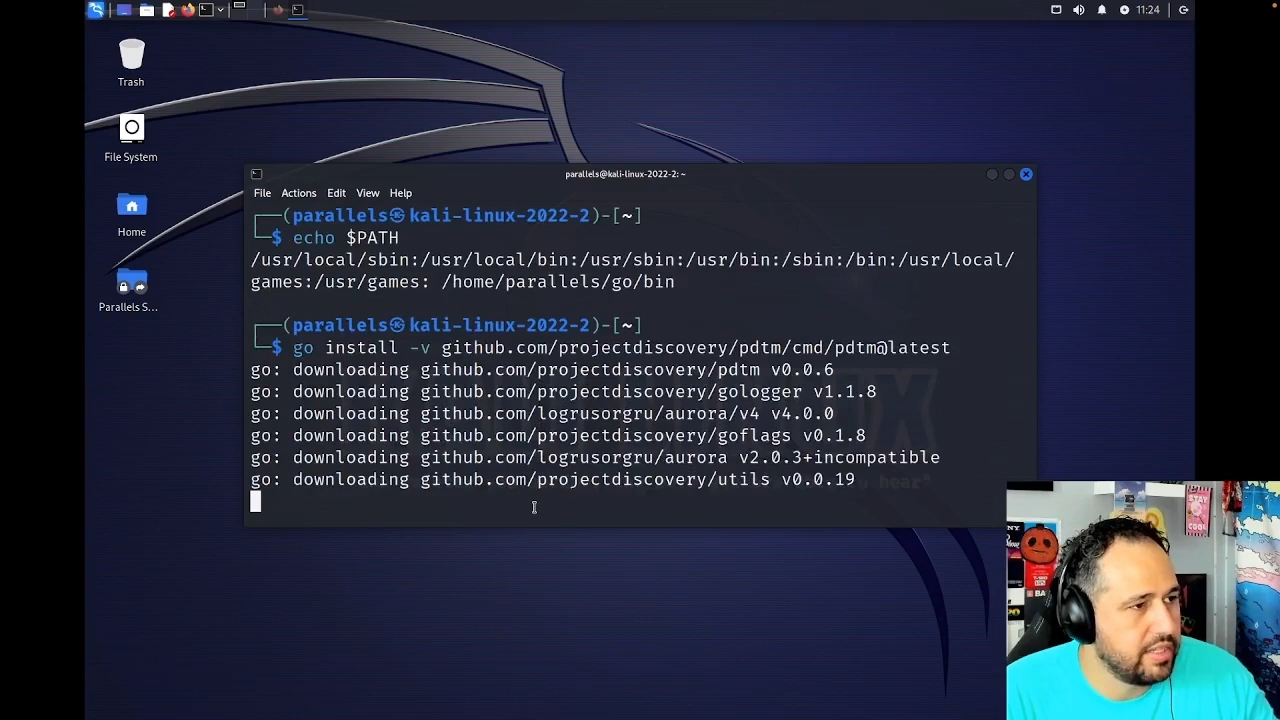 11:24
Trash
File System
Home
Parallels S...
parallels@kali-linux-2022-2: ~
File Actions Edit View Help
┌──(parallels㉿kali-linux-2022-2)-[~]
└─$ echo $PATH
/usr/local/sbin:/usr/local/bin:/usr/sbin:/usr/bin:/sbin:/bin:/usr/local/
games:/usr/games: /home/parallels/go/bin
┌──(parallels㉿kali-linux-2022-2)-[~]
└─$ go install -v github.com/projectdiscovery/pdtm/cmd/pdtm@latest
go: downloading github.com/projectdiscovery/pdtm v0.0.6
go: downloading github.com/projectdiscovery/gologger v1.1.8
go: downloading github.com/logrusorgru/aurora/v4 v4.0.0
go: downloading github.com/projectdiscovery/goflags v0.1.8
go: downloading github.com/logrusorgru/aurora v2.0.3+incompatible
go: downloading github.com/projectdiscovery/utils v0.0.19
hear"
STAY
COOL